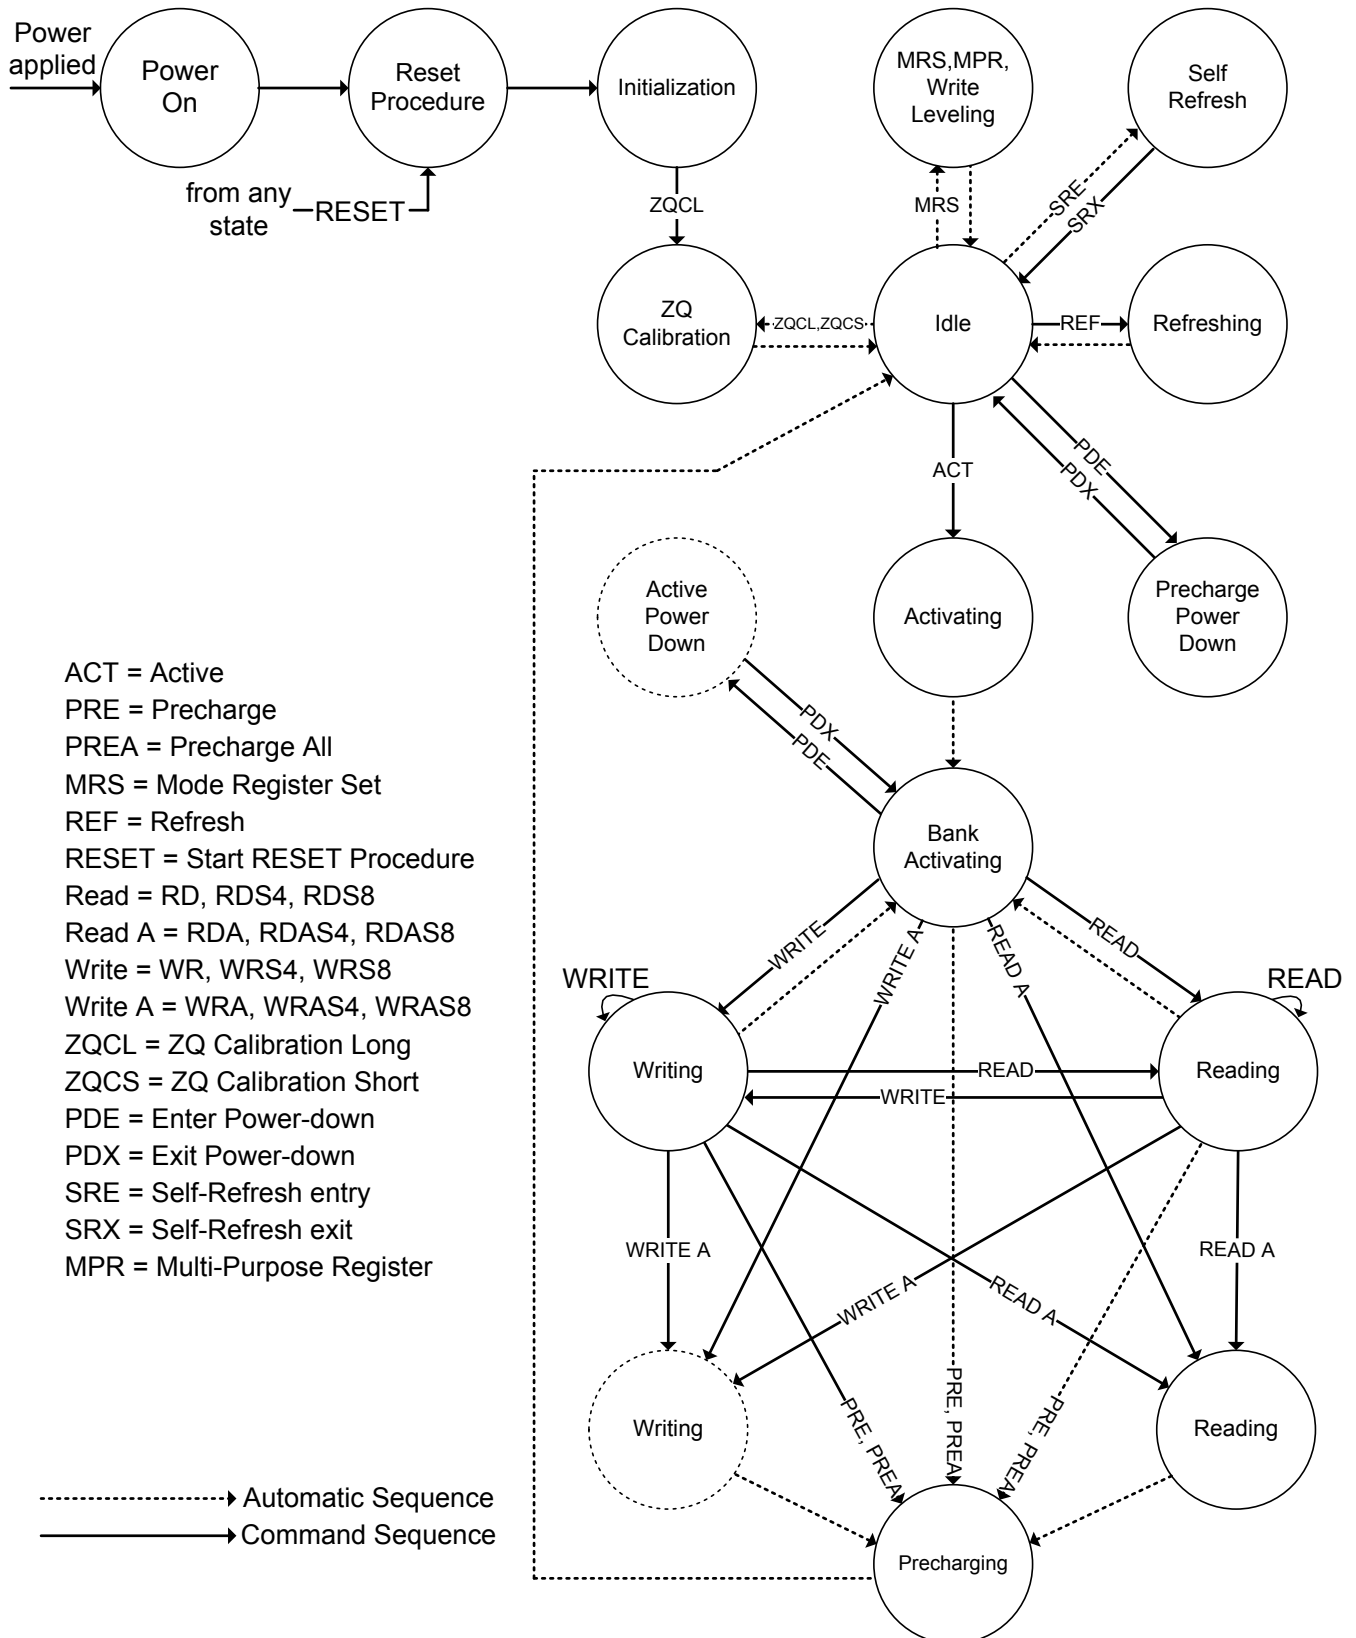 Power
applied
Power
On
Reset
Procedure
Initialization
MRS,MPR,
Write
Leveling
Self
Refresh
from any
state
RESET
ZQCL
MRS
SRE
SRX
ZQ
Calibration
ZQCL,ZQCS
Idle
REF
Refreshing
ACT
PDE
PDX
Active
Power
Down
Activating
Precharge
Power
Down
ACT = Active
PRE = Precharge
PREA = Precharge All
MRS = Mode Register Set
REF = Refresh
RESET = Start RESET Procedure
Read = RD, RDS4, RDS8
Read A = RDA, RDAS4, RDAS8
Write = WR, WRS4, WRS8
Write A = WRA, WRAS4, WRAS8
ZQCL = ZQ Calibration Long
ZQCS = ZQ Calibration Short
PDE = Enter Power-down
PDX = Exit Power-down
SRE = Self-Refresh entry
SRX = Self-Refresh exit
MPR = Multi-Purpose Register
PDX
PDE
Bank
Activating
WRITE
WRITE A
READ A
READ
WRITE
READ
Writing
READ
WRITE
Reading
WRITE A
READ A
WRITE A
READ A
Writing
PRE, PREA
PRE, PREA
PRE, PREA
Reading
Automatic Sequence
Command Sequence
Precharging